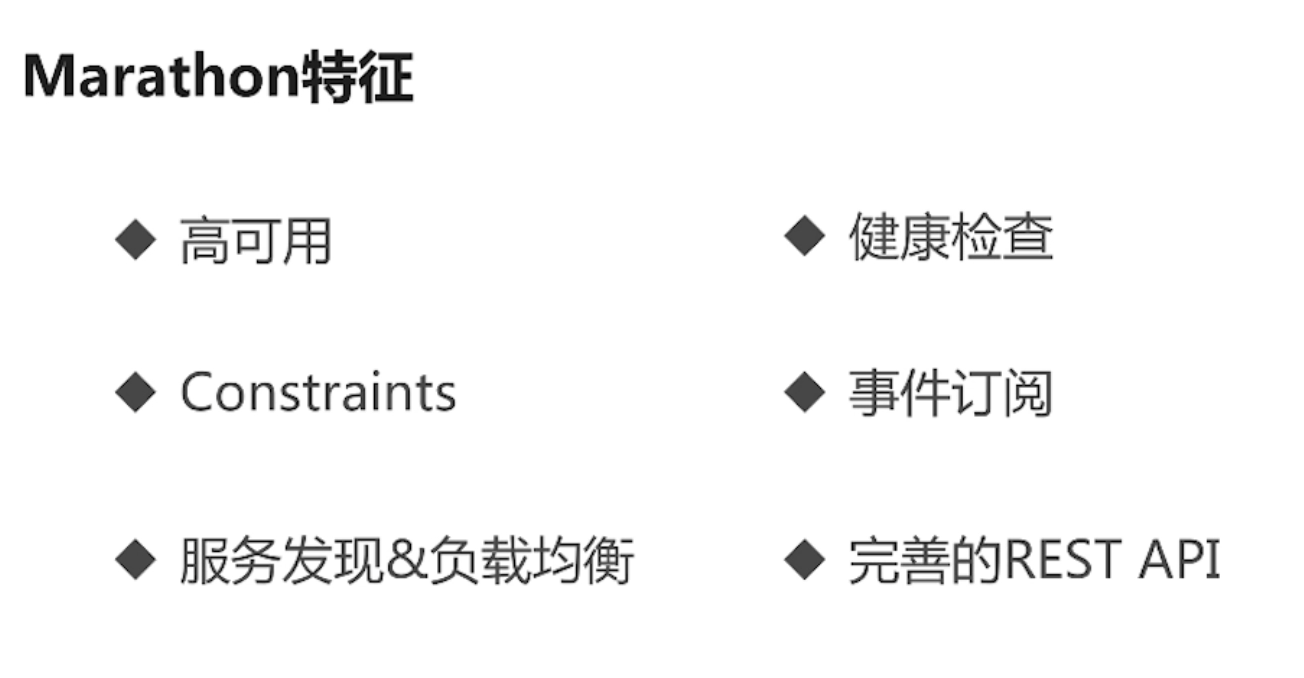 Marathon特征
◆ 高可用
◆ 健康检查
◆ Constraints
◆ 事件订阅
◆ 服务发现&负载均衡
◆ 完善的REST API